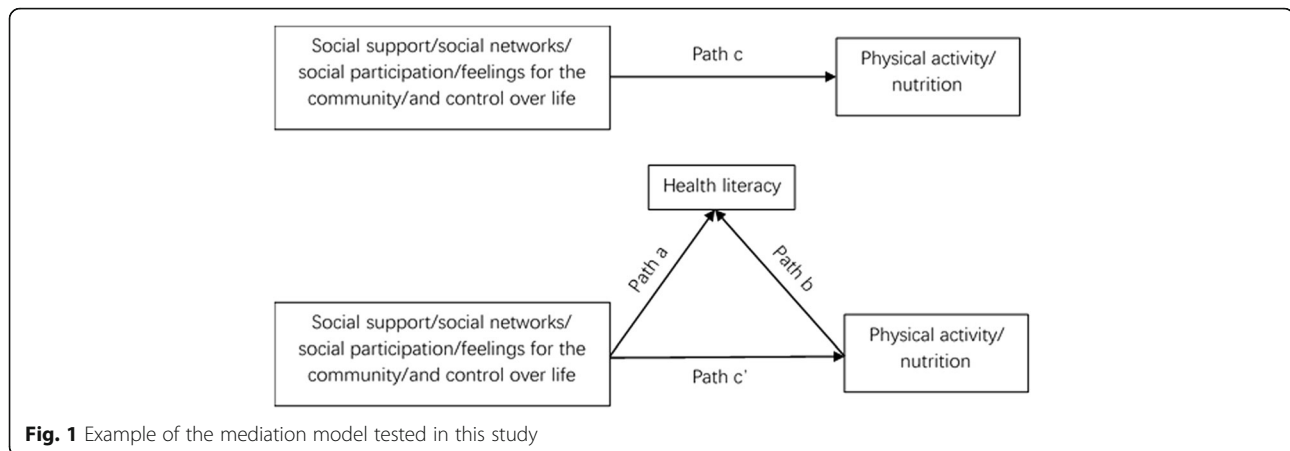 Social support/social networks/
social participation/feelings for the
community/and control over life
Path c
Physical activity/
nutrition
Health literacy
Path a
Path b
Social support/social networks/
social participation/feelings for the
community/and control over life
Path c'
Physical activity/
nutrition
Fig. 1 Example of the mediation model tested in this study